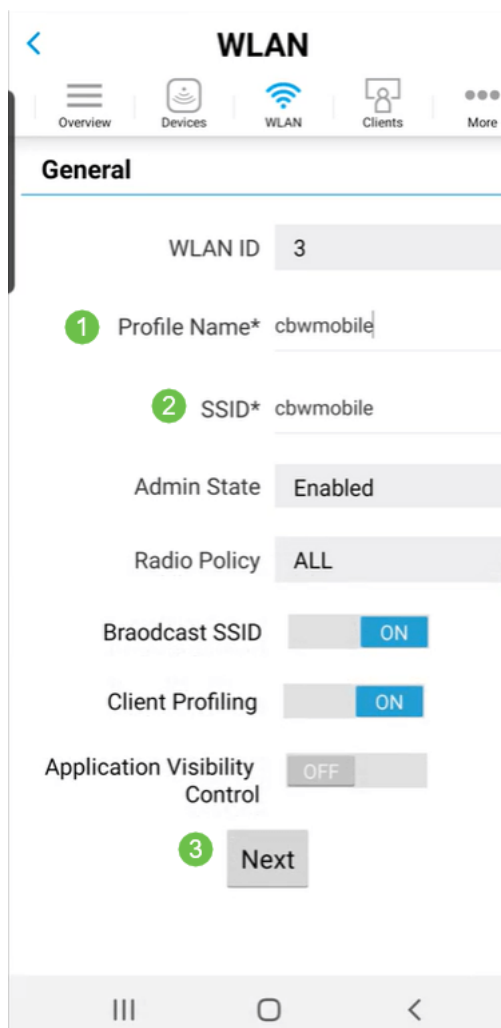 WLAN
Overview Devices WLAN Clients More
General
WLAN ID 3
1 Profile Name* cbwmobile
2 SSID* cbwmobile
Admin State Enabled
Radio Policy ALL
Braodcast SSID ON
Client Profiling ON
Application Visibility
Control
OFF
3 Next